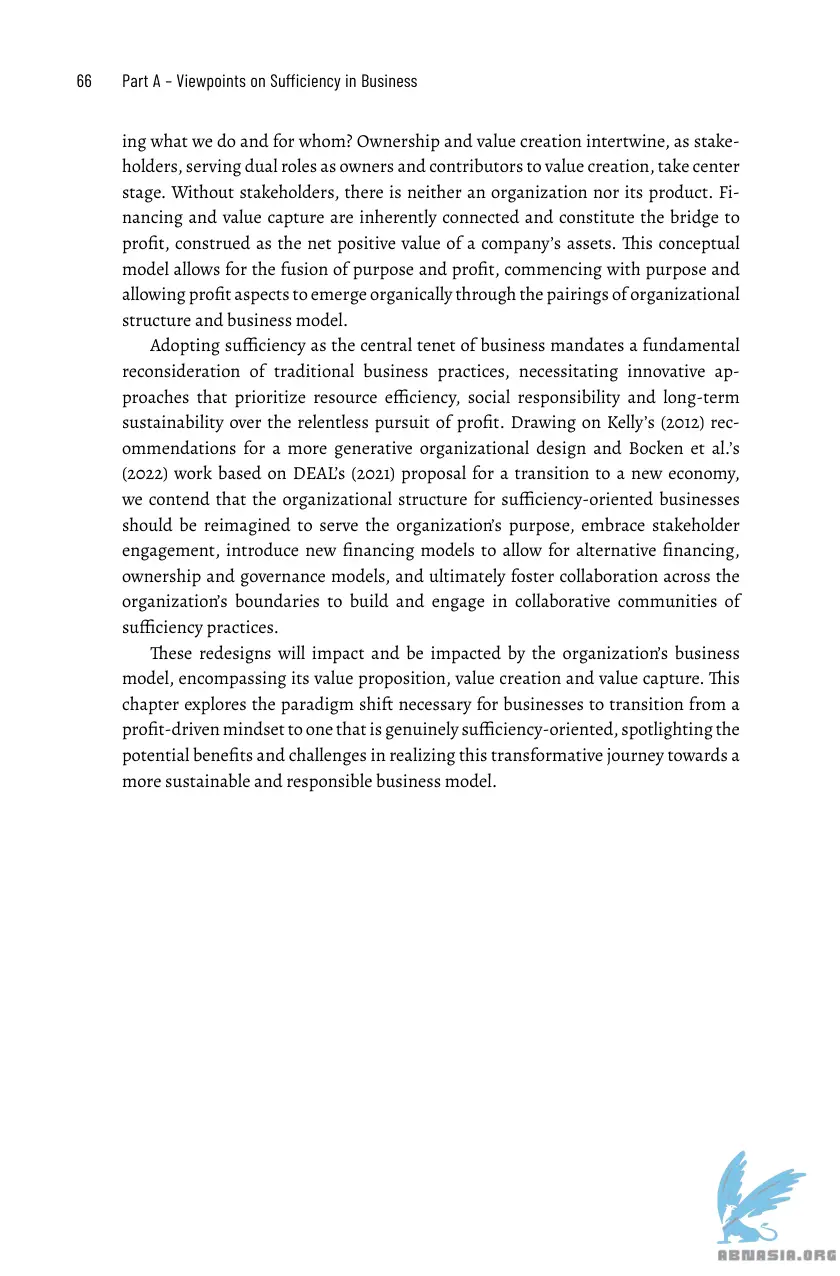 66 Part A – Viewpoints on Sufficiency in Business
ing what we do and for whom? Ownership and value creation intertwine, as stake-
holders, serving dual roles as owners and contributors to value creation, take center
stage. Without stakeholders, there is neither an organization nor its product. Fi-
nancing and value capture are inherently connected and constitute the bridge to
profit, construed as the net positive value of a company’s assets. This conceptual
model allows for the fusion of purpose and profit, commencing with purpose and
allowing profit aspects to emerge organically through the pairings of organizational
structure and business model.
Adopting sufficiency as the central tenet of business mandates a fundamental
reconsideration of traditional business practices, necessitating innovative ap-
proaches that prioritize resource efficiency, social responsibility and long-term
sustainability over the relentless pursuit of profit. Drawing on Kelly’s (2012) rec-
ommendations for a more generative organizational design and Bocken et al.’s
(2022) work based on DEAL’s (2021) proposal for a transition to a new economy,
we contend that the organizational structure for sufficiency-oriented businesses
should be reimagined to serve the organization’s purpose, embrace stakeholder
engagement, introduce new financing models to allow for alternative financing,
ownership and governance models, and ultimately foster collaboration across the
organization’s boundaries to build and engage in collaborative communities of
sufficiency practices.
These redesigns will impact and be impacted by the organization’s business
model, encompassing its value proposition, value creation and value capture. This
chapter explores the paradigm shift necessary for businesses to transition from a
profit-driven mindset to one that is genuinely sufficiency-oriented, spotlighting the
potential benefits and challenges in realizing this transformative journey towards a
more sustainable and responsible business model.
ABNASIA.ORG